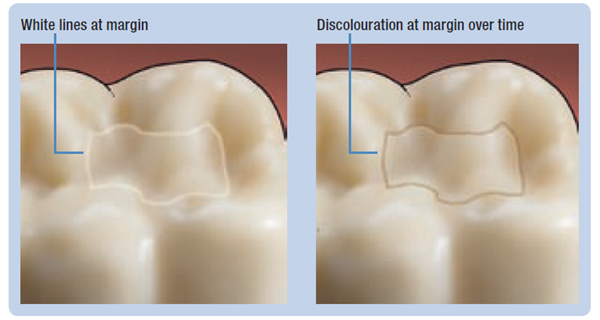 White lines at margin
Discolouration at margin over time